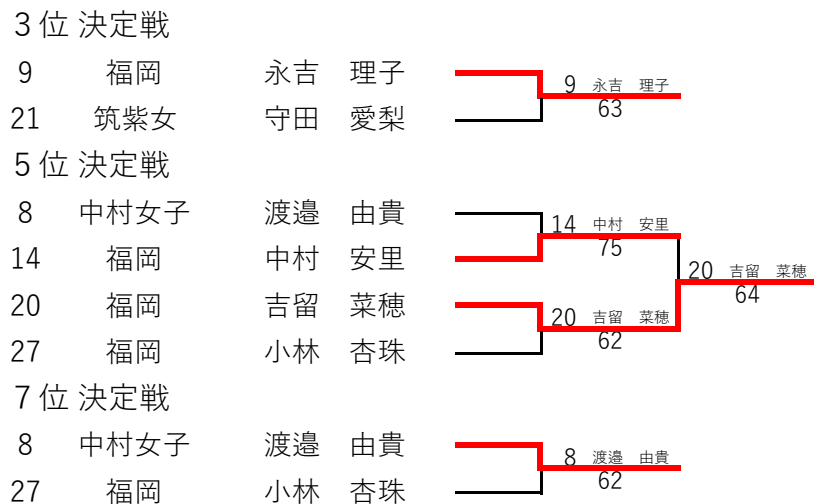 3位決定戦
9 福岡 永吉 理子 9 永吉 理子
63
21 筑紫女 守田 愛梨
5位決定戦
8 中村女子 渡邉 由貴 14 中村 安里
75
14 福岡 中村 安里 20 吉留 菜穂
64
20 福岡 吉留 菜穂 20 吉留 菜穂
62
27 福岡 小林 杏珠
7位決定戦
8 中村女子 渡邉 由貴 8 渡邉 由貴
62
27 福岡 小林 杏珠